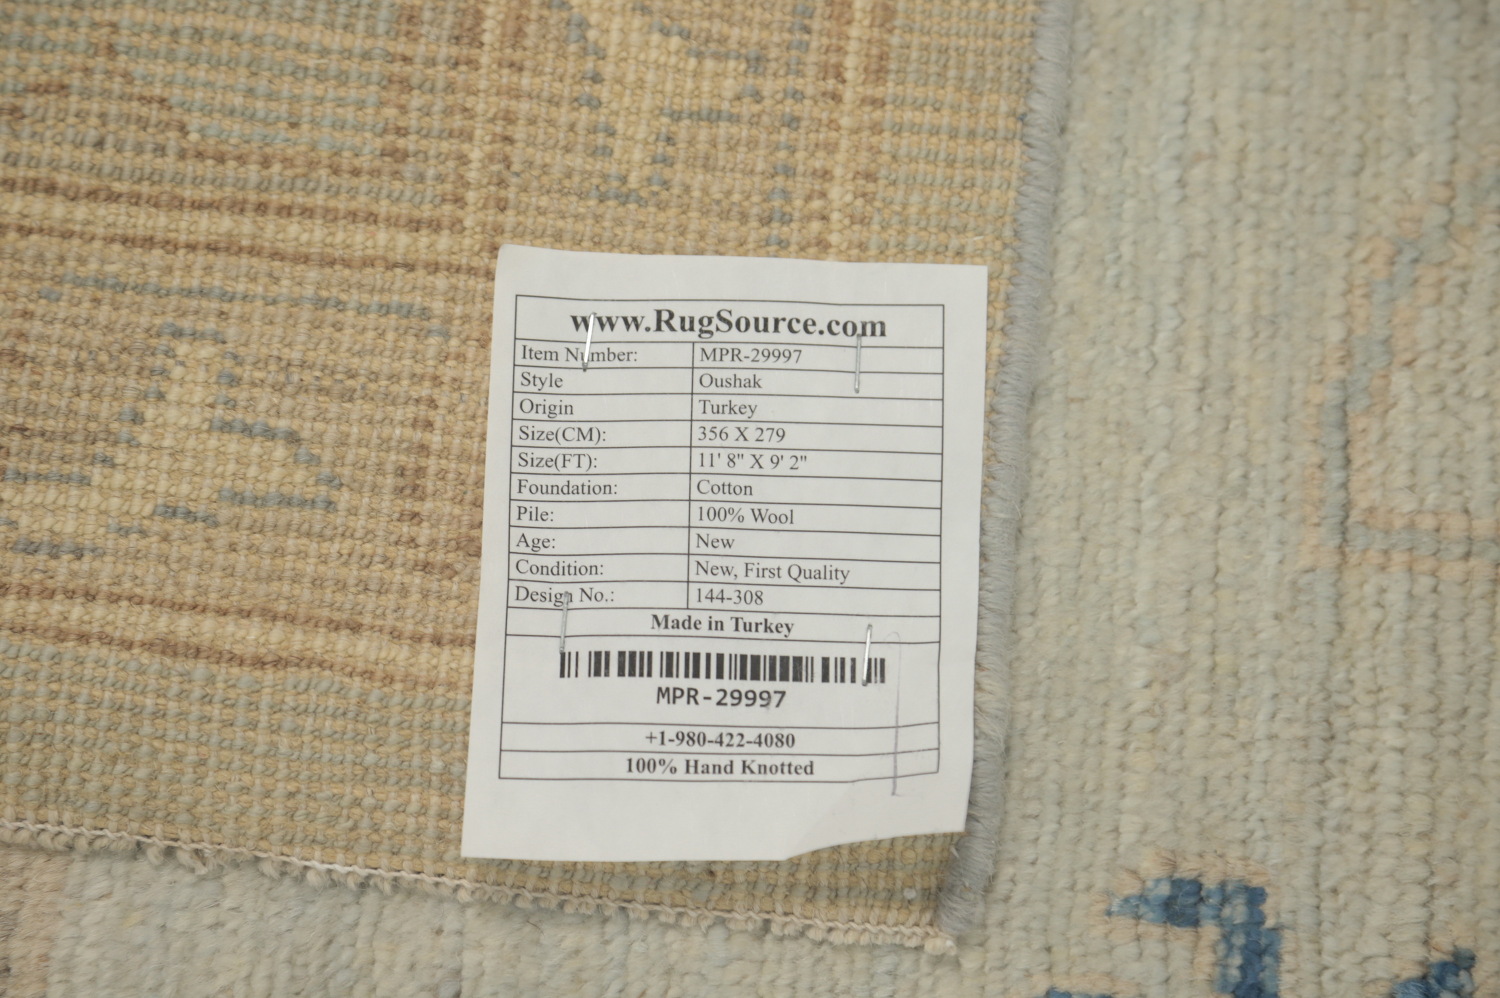 www.RugSource.com
Item Number: MPR-29997
Style Oushak
Origin Turkey
Size(CM): 356 X 279
Size(FT): 11' 8" X 9' 2"
Foundation: Cotton
Pile: 100% Wool
Age: New
Condition: New, First Quality
Design No.: 144-308
Made in Turkey
MPR-29997
+1-980-422-4080
100% Hand Knotted